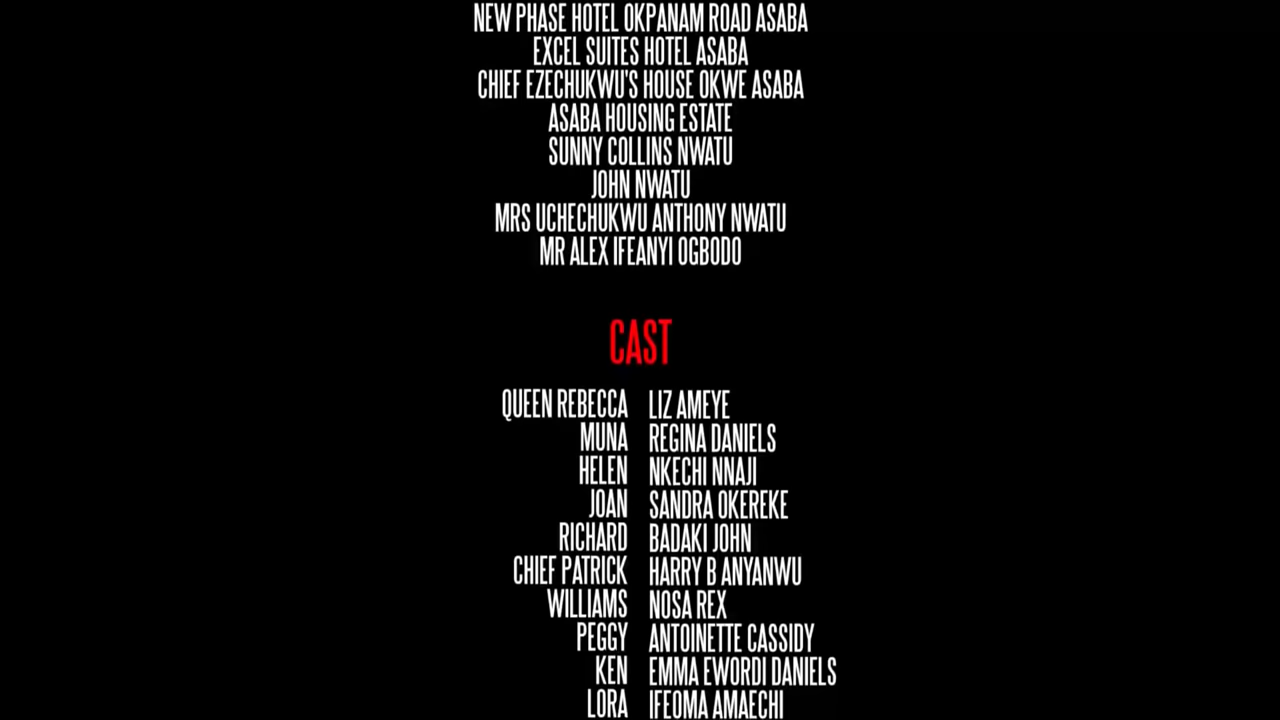 NEW PHASE HOTEL OKPANAM ROAD ASABA
EXCEL SUITES HOTEL ASABA
CHIEF EZECHUKWU'S HOUSE OKWE ASABA
ASABA HOUSING ESTATE
SUNNY COLLINS NWATU
JOHN NWATU
MRS UCHECHUKWU ANTHONY NWATU
MR ALEX IFEANYI OGBODO
CAST
QUEEN REBECCA LIZ AMEYE
MUNA REGINA DANIELS
HELEN NKECHI NNAJI
JOAN SANDRA OKEREKE
RICHARD BADAKI JOHN
CHIEF PATRICK HARRY B ANYANWU
WILLIAMS NOSA REX
PEGGY ANTOINETTE CASSIDY
KEN EMMA EWORDI DANIELS
LORA IFEOMA AMAECHI